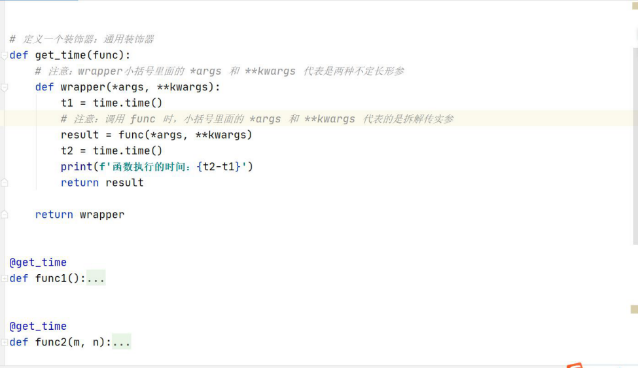 # 定义一个装饰器：通用装饰器
def get_time(func):
# 注意：wrapper小括号里面的 *args 和 **kwargs 代表是两种不定长形参
def wrapper(*args, **kwargs):
t1 = time.time()
# 注意：调用 func 时，小括号里面的 *args 和 **kwargs 代表的是拆解传实参
result = func(*args, **kwargs)
t2 = time.time()
print(f'函数执行的时间：{t2-t1}')
return result
return wrapper
@get_time
def func1():...
@get_time
def func2(m, n):...